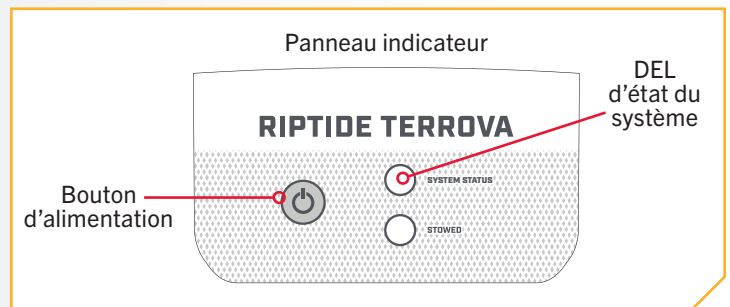 Panneau indicateur
DEL
d'état du
système
RIPTIDE TERROVA
SYSTEM STATUS
Bouton
d'alimentation
STOWED